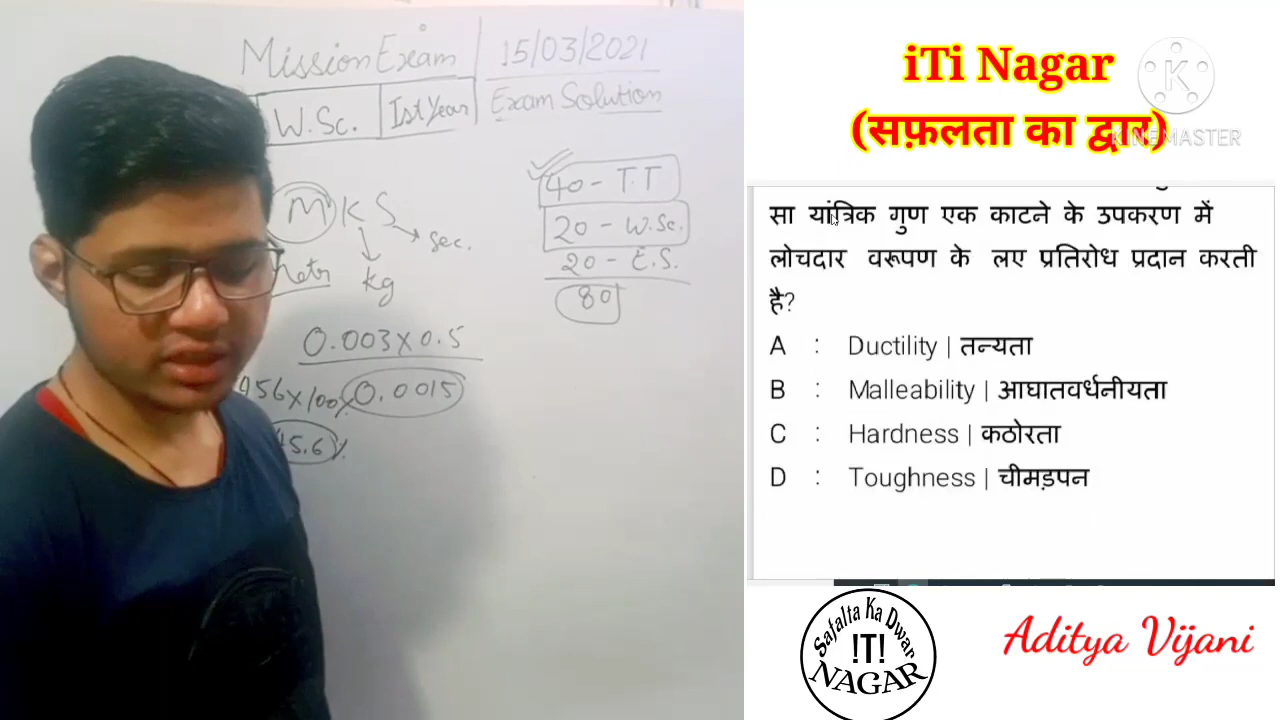 Mission Exam
15/03/2021
W.Sc.
Ist Year
Exam Solution
40 - T.T
20 - W.Sc.
20 - E.S.
80
M K S
sec.
kg
0.003 x 0.5
0.0015
iTi Nagar
(सफ़लता का द्वार)
KINEMASTER
सा यांत्रिक गुण एक काटने के उपकरण में
लोचदार वरूपण के लए प्रतिरोध प्रदान करती
है?
A : Ductility | तन्यता
B : Malleability | आघातवर्धनीयता
C : Hardness | कठोरता
D : Toughness | चीमड़पन
Safalta Ka Dwar
!T!
NAGAR
Aditya Vijani